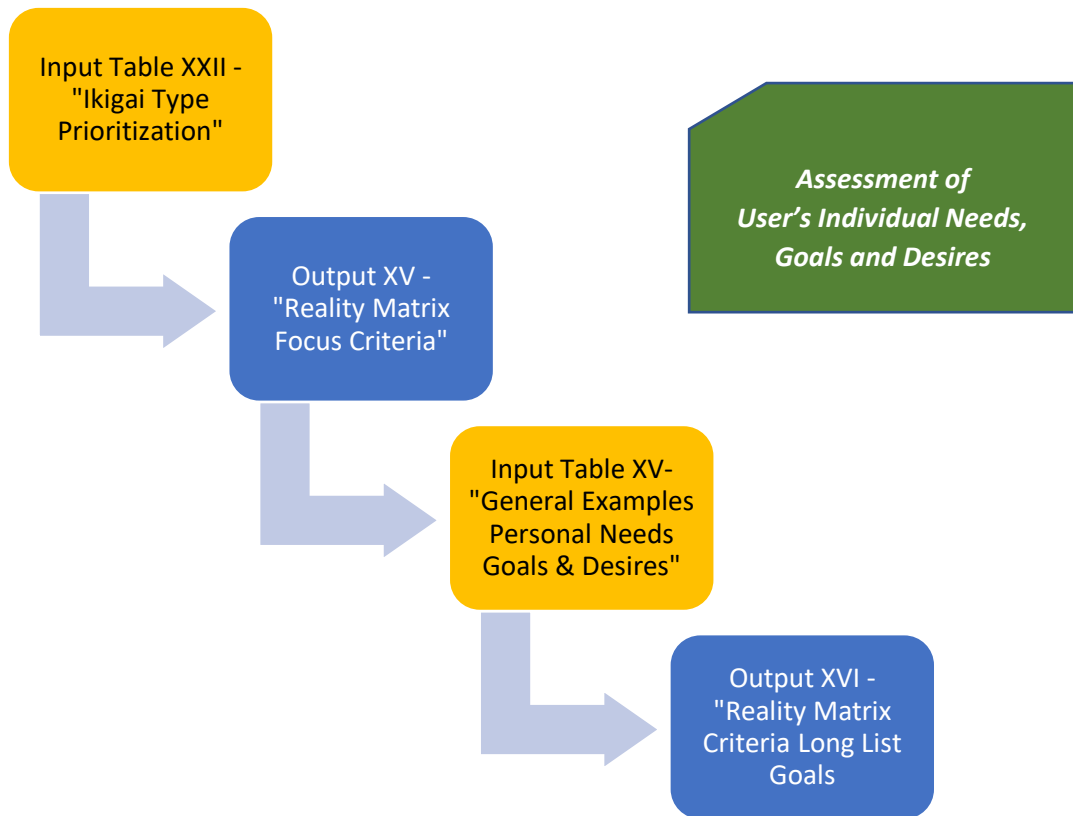 Input Table XXII -
"Ikigai Type
Prioritization"
Assessment of
User’s Individual Needs,
Goals and Desires
Output XV -
"Reality Matrix
Focus Criteria"
Input Table XV-
"General Examples
Personal Needs
Goals & Desires"
Output XVI -
"Reality Matrix
Criteria Long List
Goals